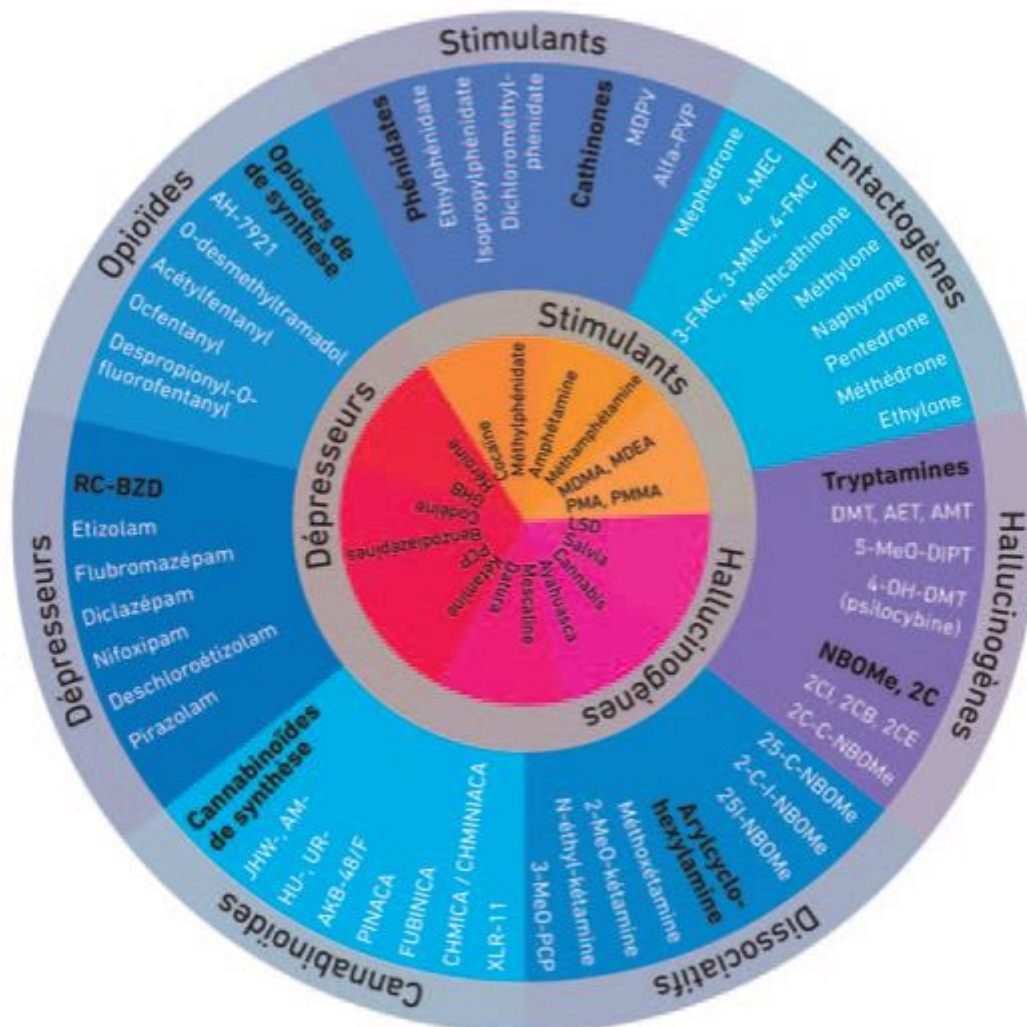 Stimulants
Phénidates
Ethylphénidate
Isopropylphénidate
Dichlorométhyl-
phenidate
Cathinones
MDPV
Alfa-PVP
Entactogènes
Méphédrone
4-MEC
3-FMC, 3-MMC, 4-FMC
Methcathinone
Méthylone
Naphyrone
Pentedrone
Méthédrone
Ethylone
Hallucinogènes
Tryptamines
DMT, AET, AMT
5-MeO-DIPT
4-OH-DMT
(psilocybine)
NBOMe, 2C
2CI, 2CB, 2CE
2C-C-NBOMe
25-C-NBOMe
2-C-I-NBOMe
25I-NBOMe
Dissociatifs
Arylcyclo-
hexylamine
Méthoxétamine
2-MeO-kétamine
N-éthyl-kétamine
3-MeO-PCP
Cannabinoïdes
Cannabinoïdes
de synthèse
JHW-, AM-
HU-, UR-
AKB-48/F
PINACA
FUBINICA
CHMICA / CHMINIACA
XLR-11
Dépresseurs
RC-BZD
Etizolam
Flubromazépam
Diclazépam
Nifoxipam
Deschloroétizolam
Pirazolam
Opioïdes
Opioïdes de
de synthèse
AH-7921
O-desmethyltramadol
Acétylfentanyl
Ocfentanyl
Despropionyl-O-
fluorofentanyl
Stimulants
Cocaïne
Méthylphénidate
Amphétamine
Méthamphétamine
MDMA, MDEA
PMA, PMMA
Hallucinogènes
LSD
Salvia
Cannabis
Ayahuasca
Mescaline
Datura
Kétamine
PCP
Dépresseurs
Benzodiazépines
Codéine
GHB
Héroïne